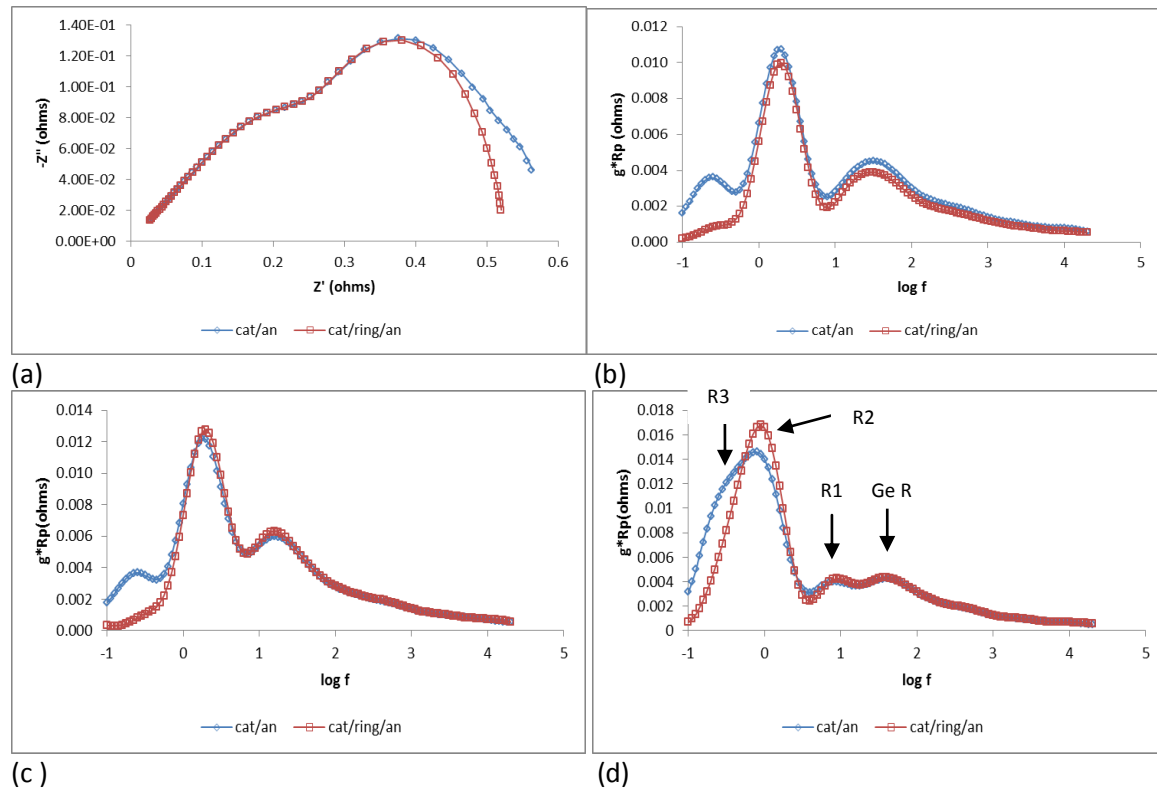 1.40E-01
1.20E-01
1.00E-01
8.00E-02
6.00E-02
4.00E-02
2.00E-02
0.00E+00
-Z" (ohms)
0 0.1 0.2 0.3 0.4 0.5 0.6
Z' (ohms)
cat/an cat/ring/an
(a)
0.012
0.010
0.008
0.006
0.004
0.002
0.000
g*Rp (ohms)
-1 0 1 2 3 4 5
log f
cat/an cat/ring/an
(b)
0.014
0.012
0.010
0.008
0.006
0.004
0.002
0.000
g*Rp(ohms)
-1 0 1 2 3 4 5
log f
cat/an cat/ring/an
(c )
R3
R2
R1
Ge R
0.018
0.016
0.014
0.012
0.01
0.008
0.006
0.004
0.002
0
g*Rp(ohms)
-1 0 1 2 3 4 5
log f
cat/an cat/ring/an
(d)